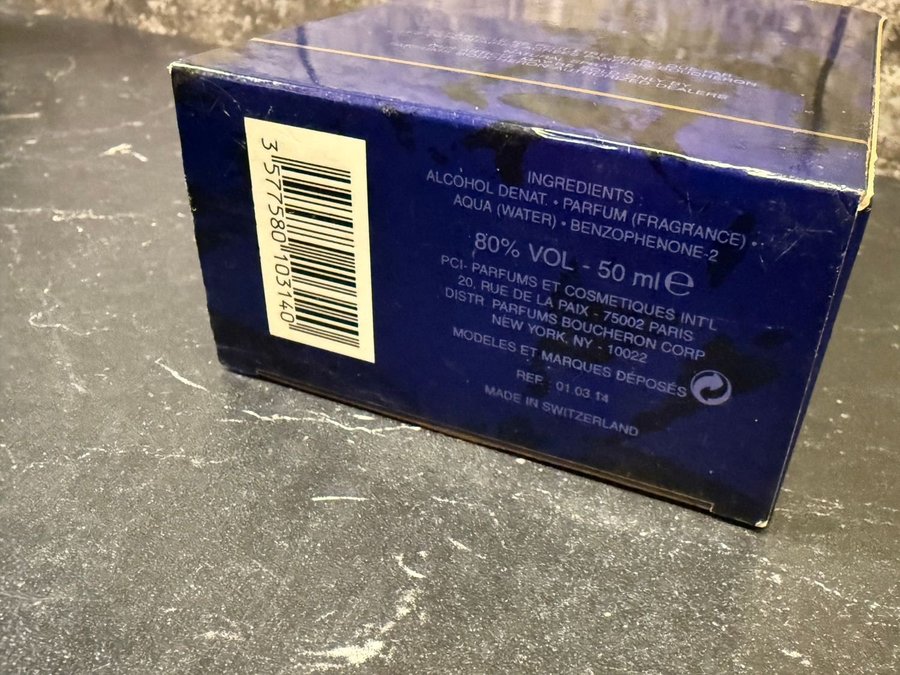 AUTHORIZED DEALERS
3 577580 103140
INGREDIENTS :
ALCOHOL DENAT. • PARFUM (FRAGRANCE) •
AQUA (WATER) • BENZOPHENONE-2
80% VOL - 50 ml e
PCI- PARFUMS ET COSMETIQUES INT'L
20, RUE DE LA PAIX - 75002 PARIS
DISTR PARFUMS BOUCHERON CORP
NEW YORK, NY - 10022
MODELES ET MARQUES DÉPOSÉS
REF : 01 03 14
MADE IN SWITZERLAND